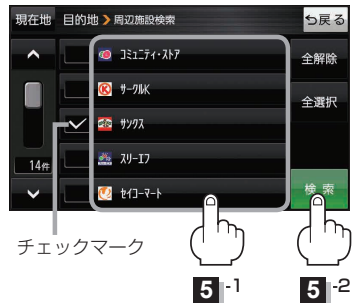 現在地 目的地 > 周辺施設検索 戻る
コミュニティ・ストア 全解除
サークルK
全選択
サンクス
スリーエフ
14件
セイコーマート 検 索
チェックマーク
5 -1 5 -2